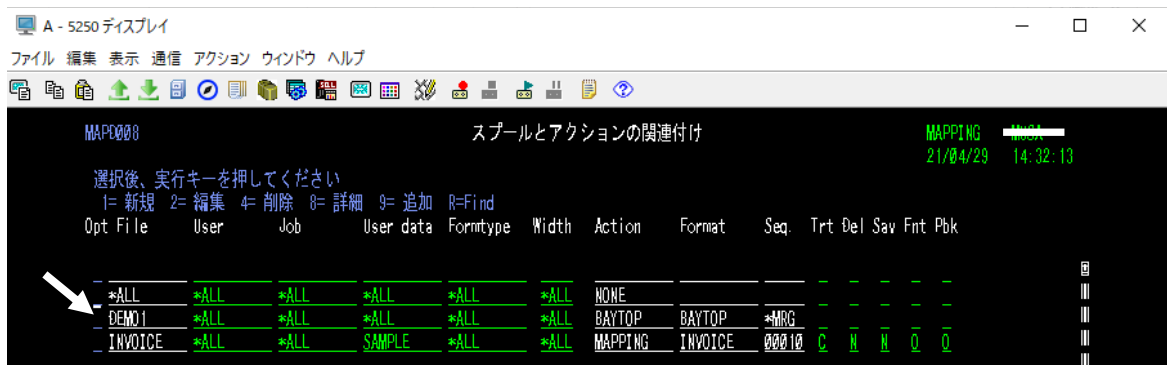 A - 5250 ディスプレイ
ファイル 編集 表示 通信 アクション ウィンドウ ヘルプ
MAPD008 スプールとアクションの関連付け MAPPING
21/04/29 14:32:13
選択後、実行キーを押してください
1= 新規 2= 編集 4= 削除 8= 詳細 9= 追加 R=Find
Opt File User Job User data Formtype Width Action Format Seq. Trt Del Sav Fnt Pbk
*ALL *ALL *ALL *ALL *ALL *ALL NONE
DEMO1 *ALL *ALL *ALL *ALL *ALL BAYTOP BAYTOP *MRG
INVOICE *ALL *ALL SAMPLE *ALL *ALL MAPPING INVOICE 00010 C N N O O